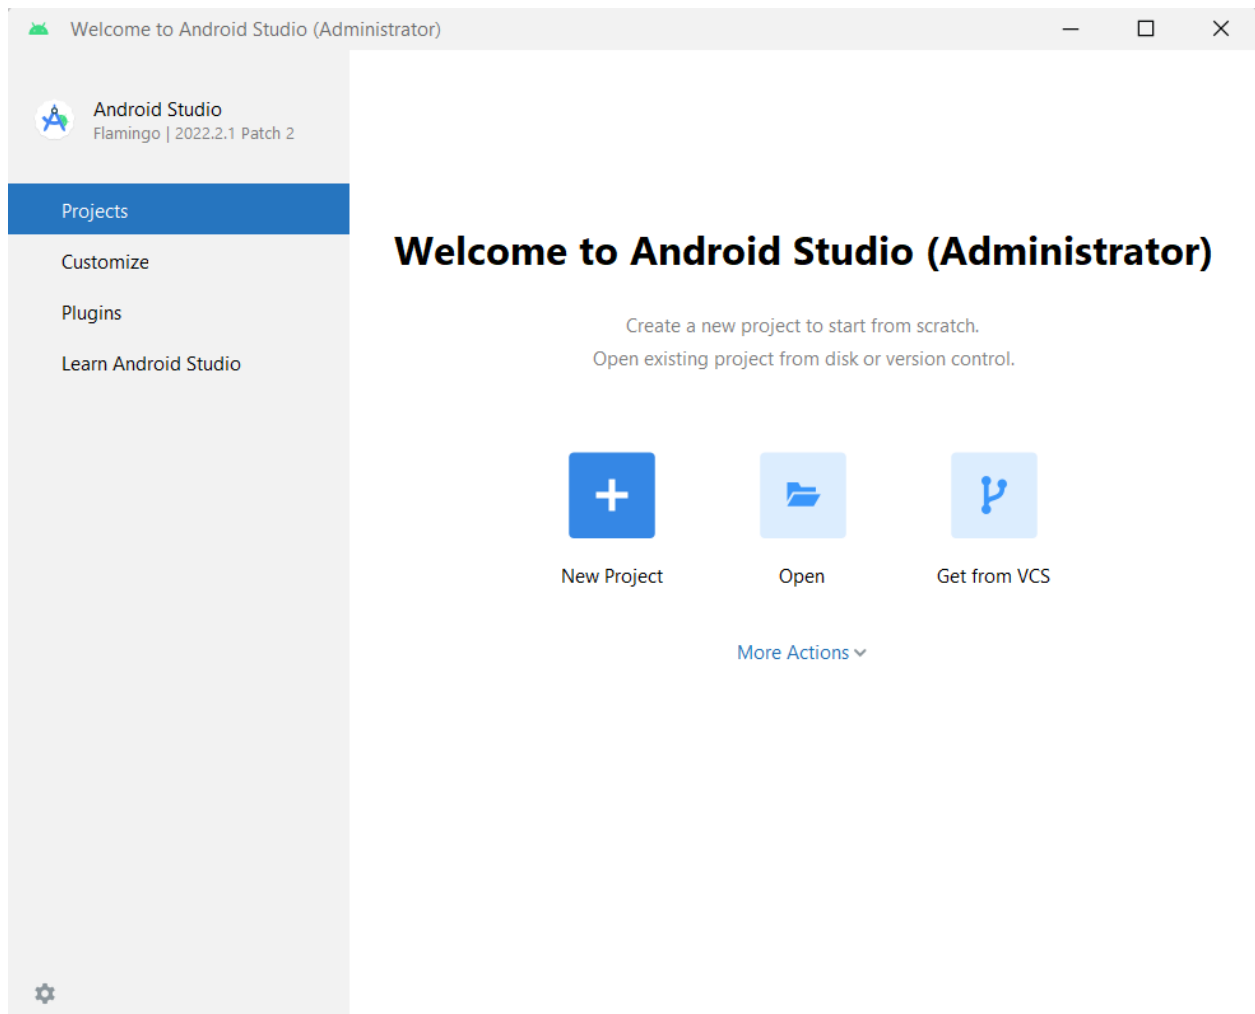 Welcome to Android Studio (Administrator)
Android Studio
Flamingo | 2022.2.1 Patch 2
Projects
Customize
Plugins
Learn Android Studio
Welcome to Android Studio (Administrator)
Create a new project to start from scratch.
Open existing project from disk or version control.
New Project
Open
Get from VCS
More Actions